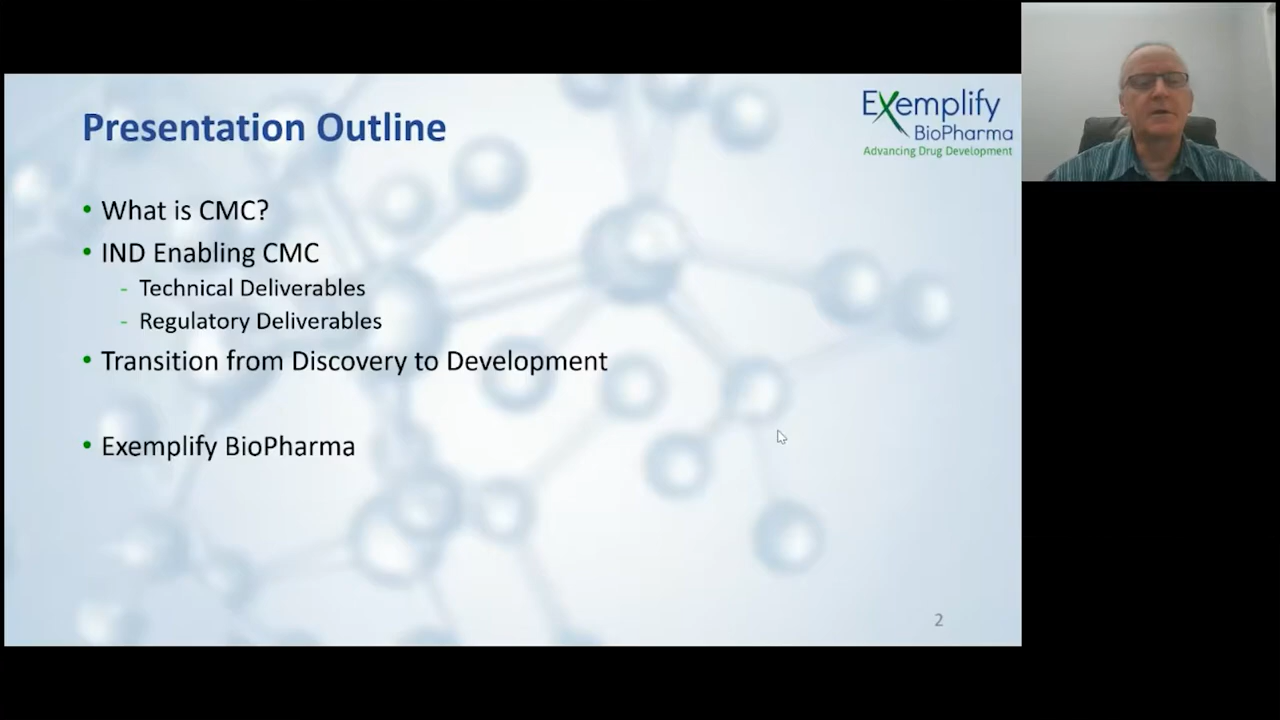 Presentation Outline
Exemplify
BioPharma
Advancing Drug Development
• What is CMC?
• IND Enabling CMC
- Technical Deliverables
- Regulatory Deliverables
• Transition from Discovery to Development
• Exemplify BioPharma
2